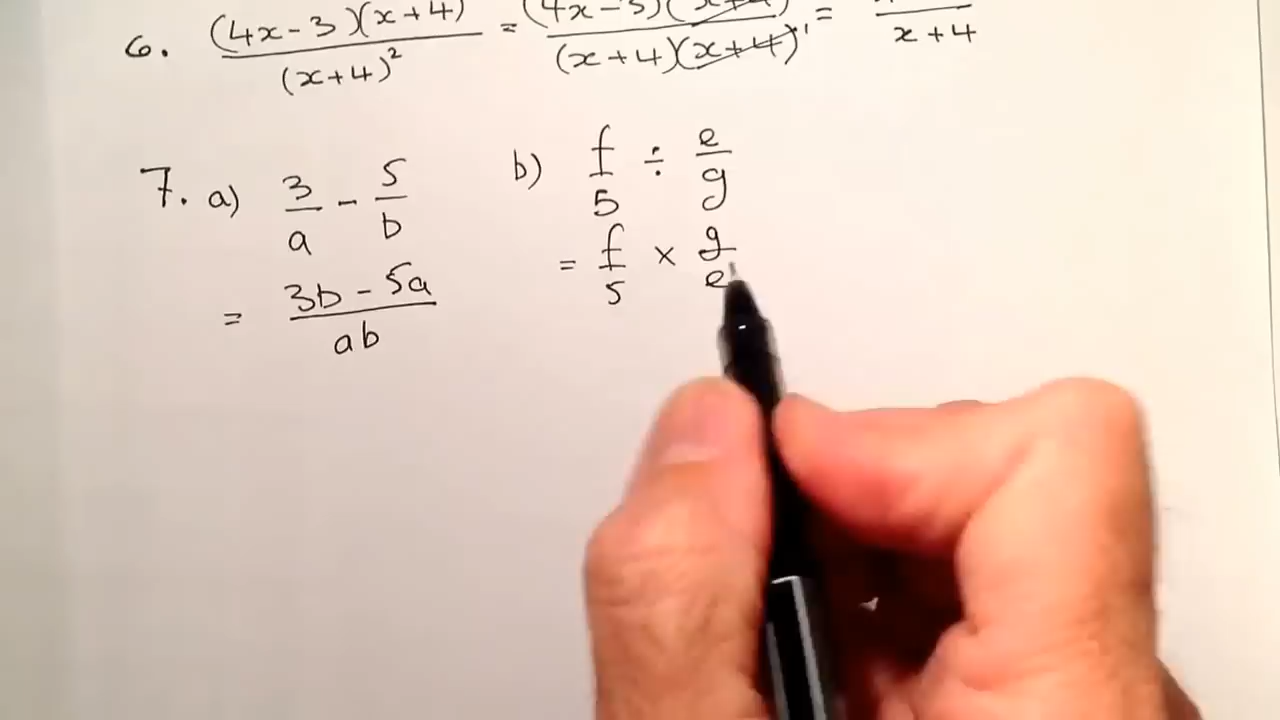 6. (4x-3)(x+4)/(x+4)² = (4x-3)(x+4)/(x+4)(x+4) = /x+4
7. a) 3/a - 5/b
= 3b - 5a/ab
b) f/5 ÷ e/g
= f/5 × g/e